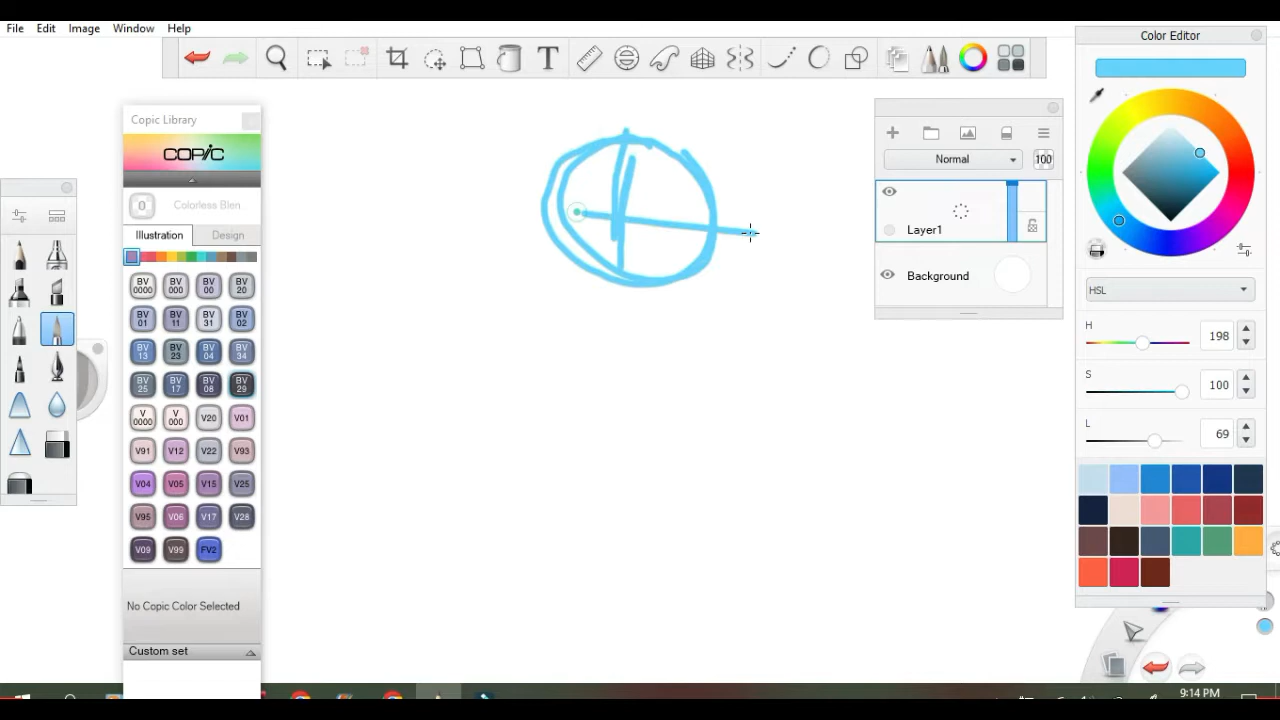 File Edit Image Window Help
Color Editor
Copic Library
COPIC
0 Colorless Blen
Illustration Design
BV 0000 BV 000 BV 00 BV 20
BV 01 BV 11 BV 31 BV 02
BV 13 BV 23 BV 04 BV 34
BV 25 BV 17 BV 08 BV 29
V 0000 V 000 V20 V01
V91 V12 V22 V93
V04 V05 V15 V25
V95 V06 V17 V28
V09 V99 FV2
No Copic Color Selected
Custom set
Normal 100
Layer1
Background
HSL
H 198
S 100
L 69
9:14 PM